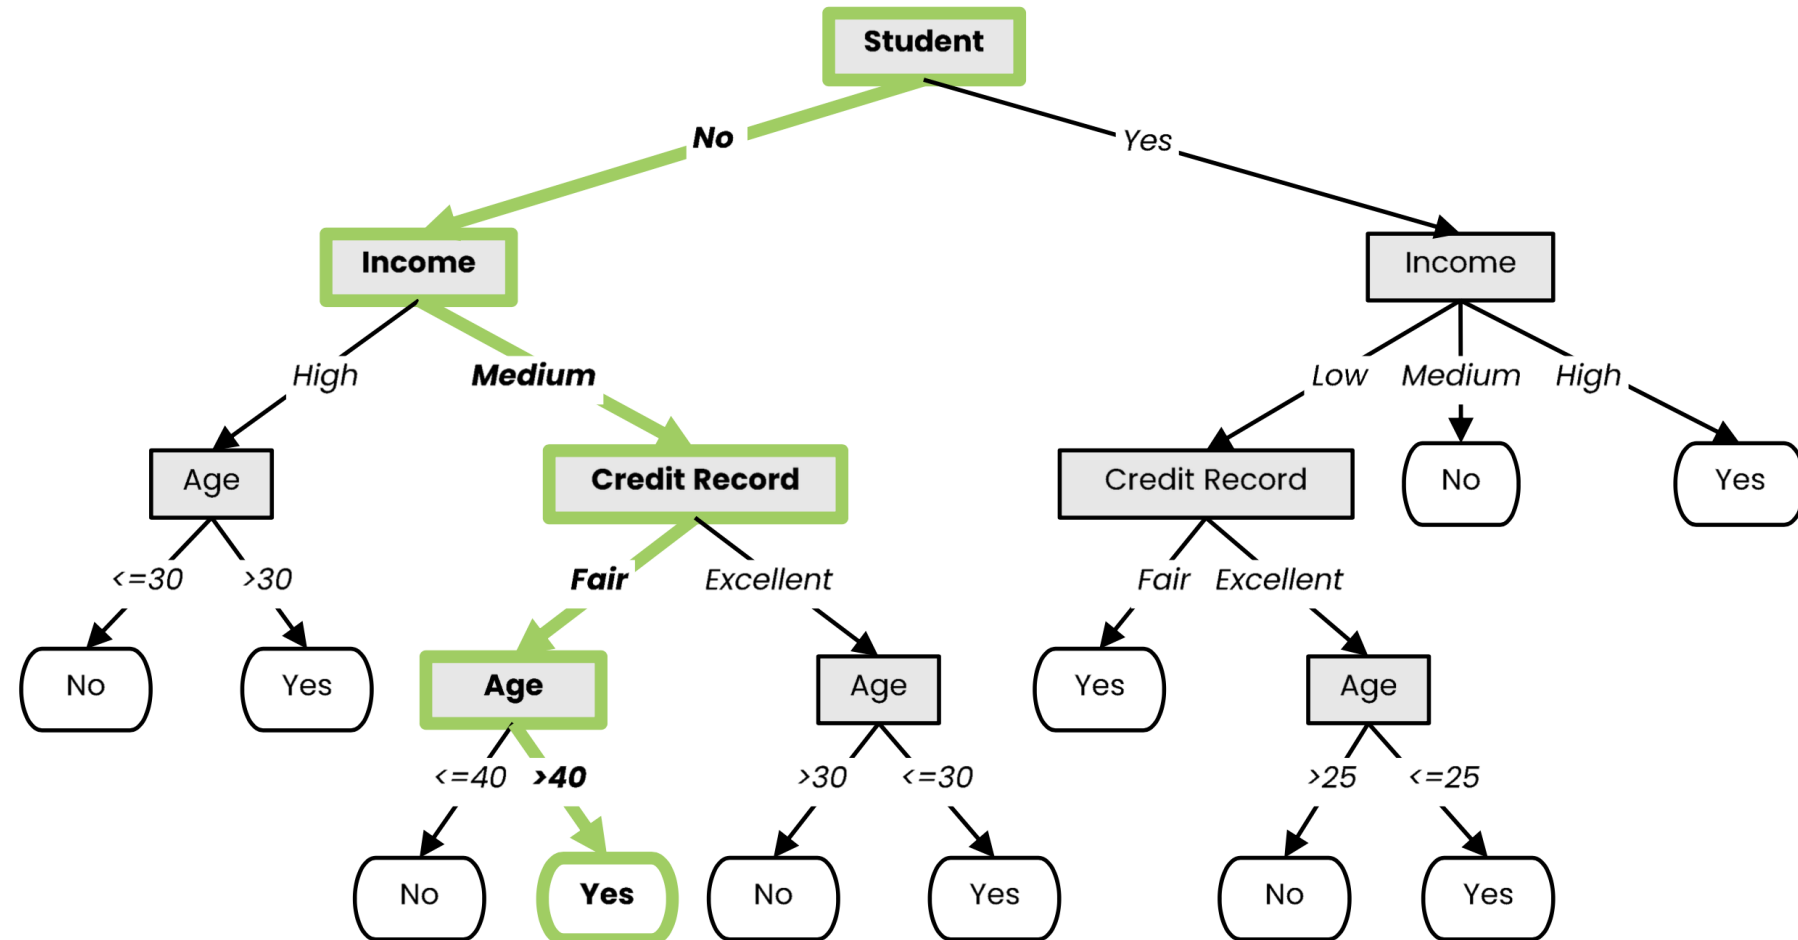 Student
No
Yes
Income
Income
High
Medium
Low
Medium
High
Age
Credit Record
Credit Record
No
Yes
<=30
>30
Fair
Excellent
Fair
Excellent
No
Yes
Age
Age
Yes
Age
<=40
>40
>30
<=30
>25
<=25
No
Yes
No
Yes
No
Yes